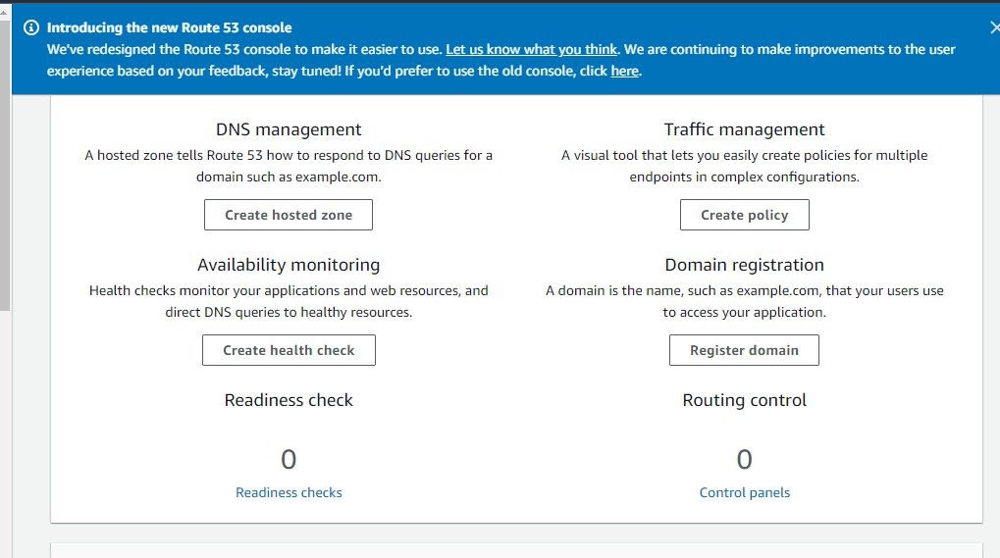 Introducing the new Route 53 console
We've redesigned the Route 53 console to make it easier to use. Let us know what you think. We are continuing to make improvements to the user
experience based on your feedback, stay tuned! If you'd prefer to use the old console, click here.
DNS management
A hosted zone tells Route 53 how to respond to DNS queries for a
domain such as example.com.
Create hosted zone
Traffic management
A visual tool that lets you easily create policies for multiple
endpoints in complex configurations.
Create policy
Availability monitoring
Health checks monitor your applications and web resources, and
direct DNS queries to healthy resources.
Create health check
Domain registration
A domain is the name, such as example.com, that your users use
to access your application.
Register domain
Readiness check
0
Readiness checks
Routing control
0
Control panels